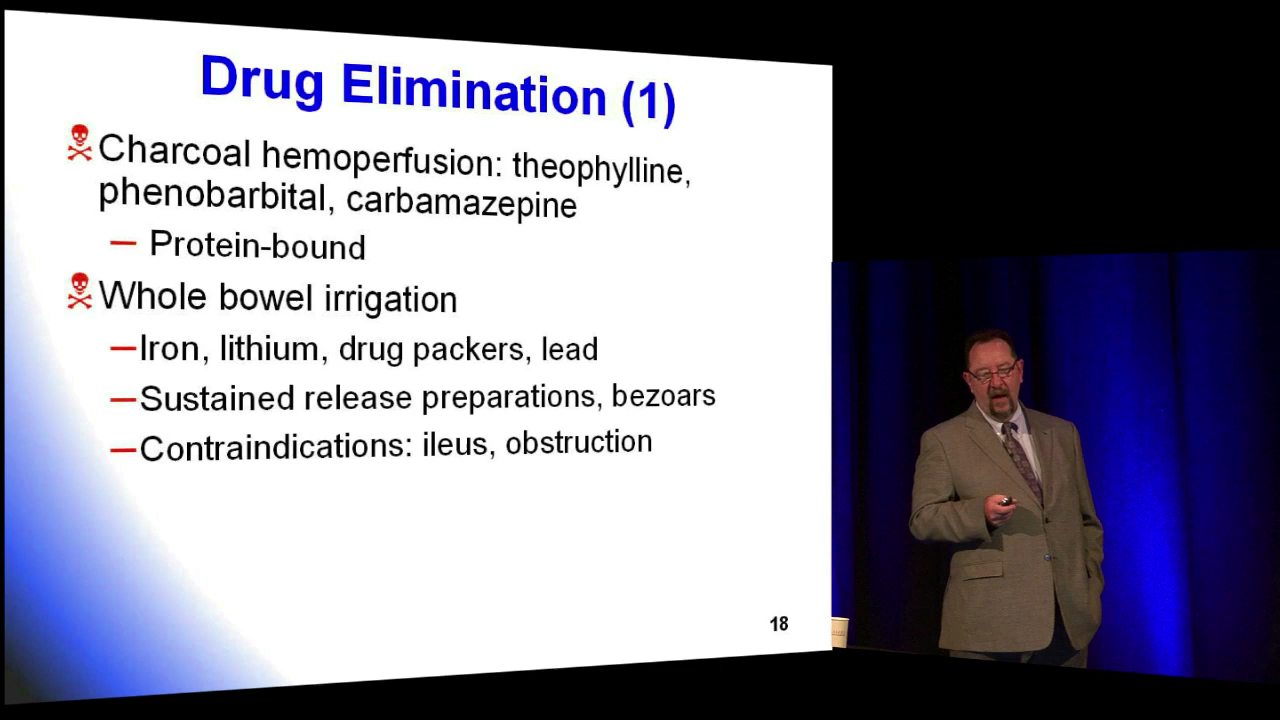 Drug Elimination (1)
Charcoal hemoperfusion: theophylline,
phenobarbital, carbamazepine
— Protein-bound
Whole bowel irrigation
—Iron, lithium, drug packers, lead
—Sustained release preparations, bezoars
—Contraindications: ileus, obstruction
18